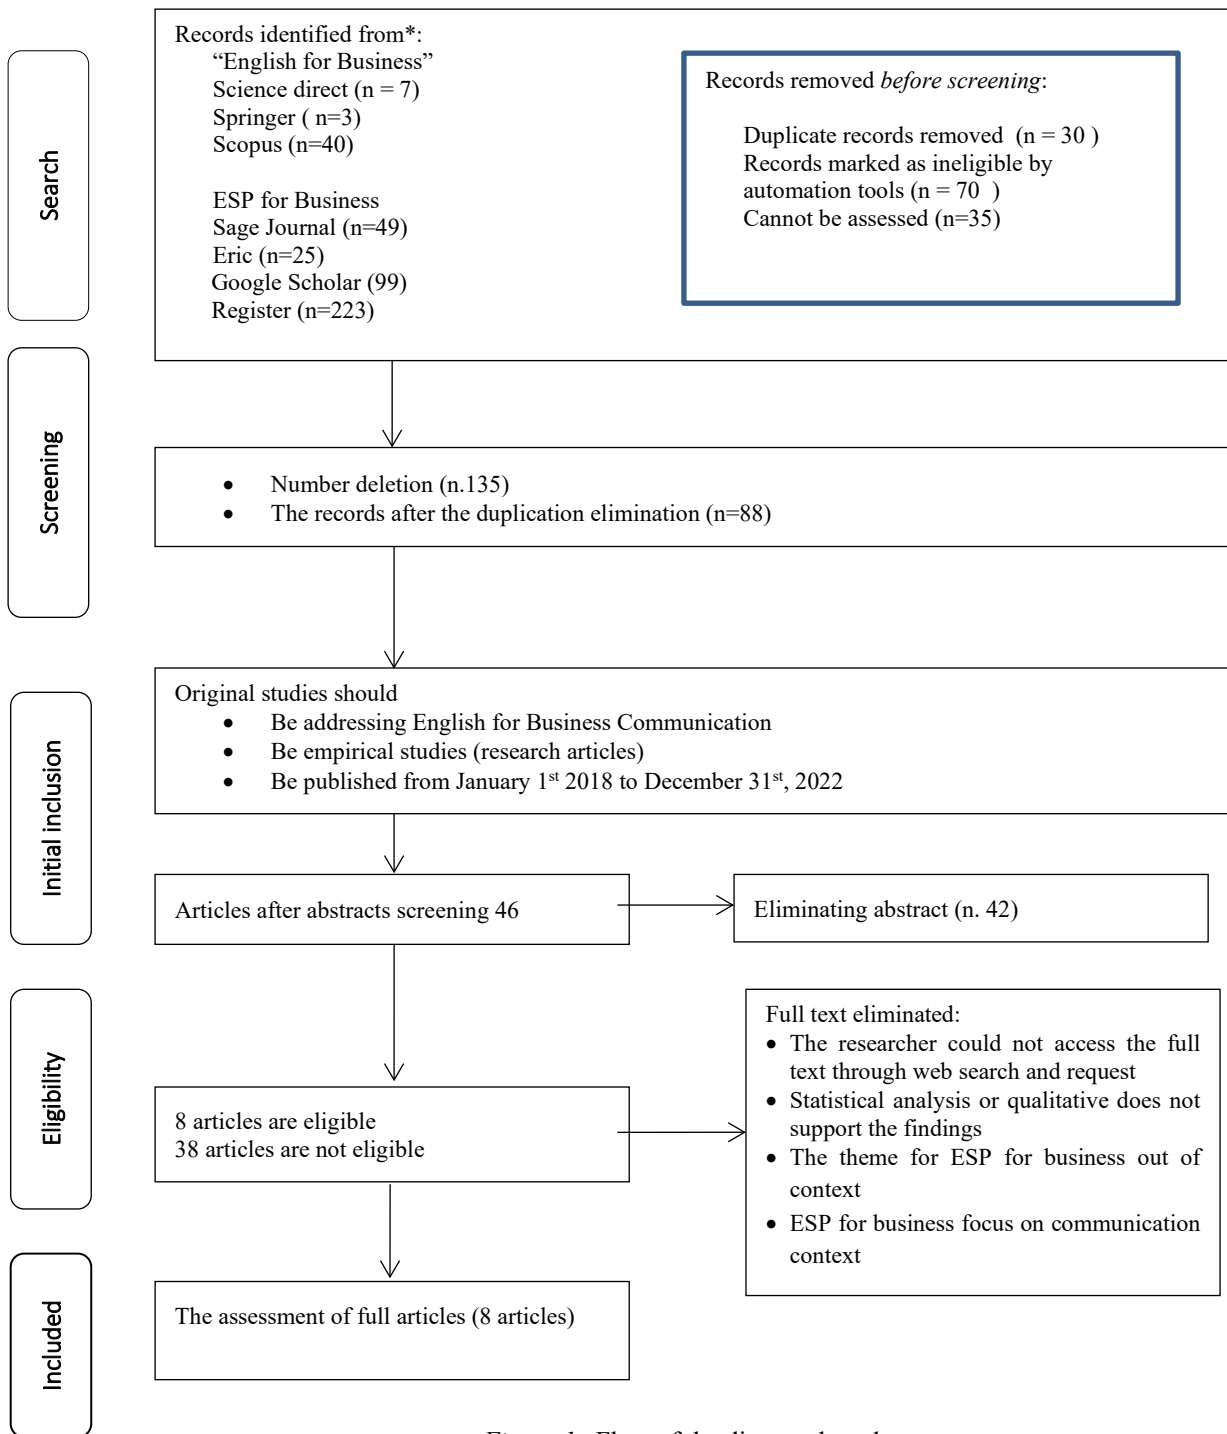 Search
Records identified from*:
“English for Business”
Science direct (n = 7)
Springer ( n=3)
Scopus (n=40)
ESP for Business
Sage Journal (n=49)
Eric (n=25)
Google Scholar (99)
Register (n=223)
Records removed before screening:
Duplicate records removed (n = 30 )
Records marked as ineligible by
automation tools (n = 70 )
Cannot be assessed (n=35)
Screening
• Number deletion (n.135)
• The records after the duplication elimination (n=88)
Initial inclusion
Original studies should
• Be addressing English for Business Communication
• Be empirical studies (research articles)
• Be published from January 1st 2018 to December 31st, 2022
Articles after abstracts screening 46
Eliminating abstract (n. 42)
Eligibility
8 articles are eligible
38 articles are not eligible
Full text eliminated:
• The researcher could not access the full
text through web search and request
• Statistical analysis or qualitative does not
support the findings
• The theme for ESP for business out of
context
• ESP for business focus on communication
context
Included
The assessment of full articles (8 articles)